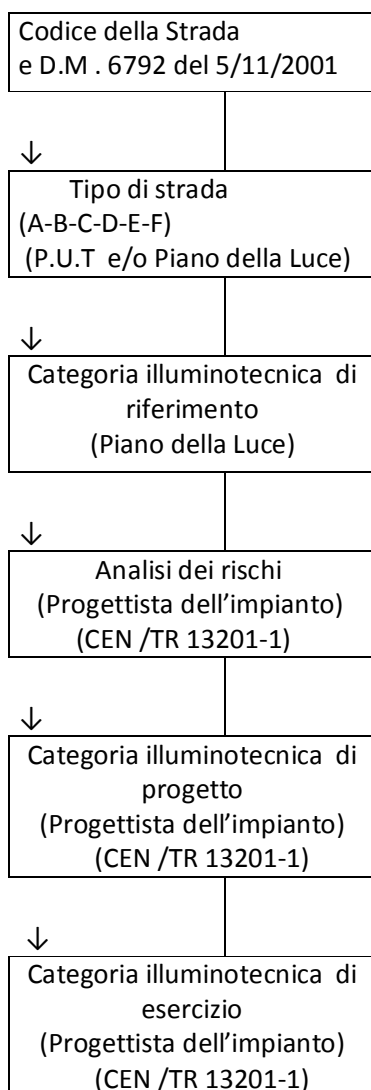 Codice della Strada
e D.M . 6792 del 5/11/2001
↓
Tipo di strada
(A-B-C-D-E-F)
(P.U.T e/o Piano della Luce)
↓
Categoria illuminotecnica di
riferimento
(Piano della Luce)
↓
Analisi dei rischi
(Progettista dell’impianto)
(CEN /TR 13201-1)
↓
Categoria illuminotecnica di
progetto
(Progettista dell’impianto)
(CEN /TR 13201-1)
↓
Categoria illuminotecnica di
esercizio
(Progettista dell’impianto)
(CEN /TR 13201-1)